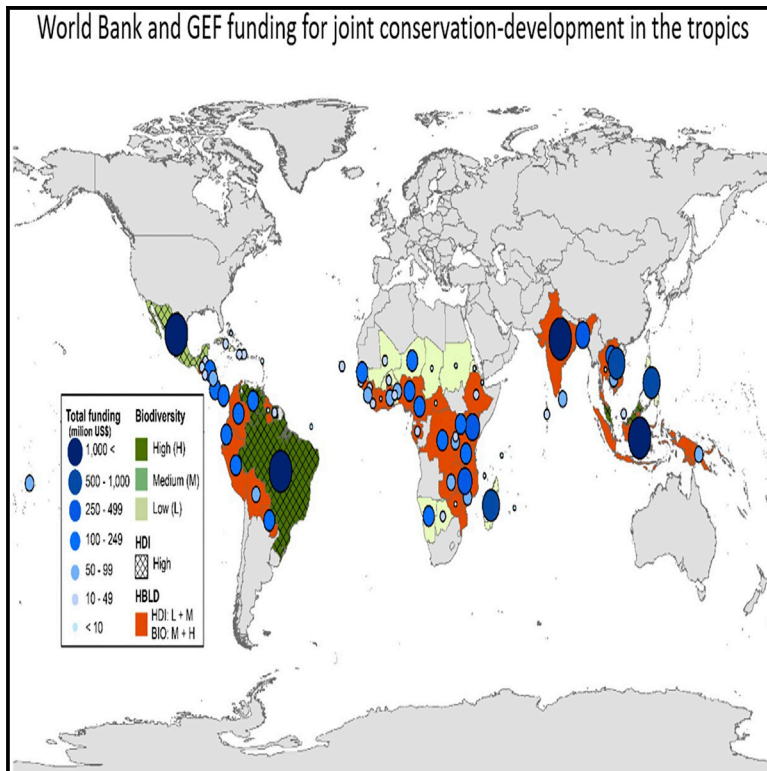 World Bank and GEF funding for joint conservation-development in the tropics
Total funding
(milion US$)
1,000 <
500 - 1,000
250 - 499
100 - 249
50 - 99
10 - 49
< 10
Biodiversity
High (H)
Medium (M)
Low (L)
HDI
High
HBLD
HDI: L + M
BIO: M + H